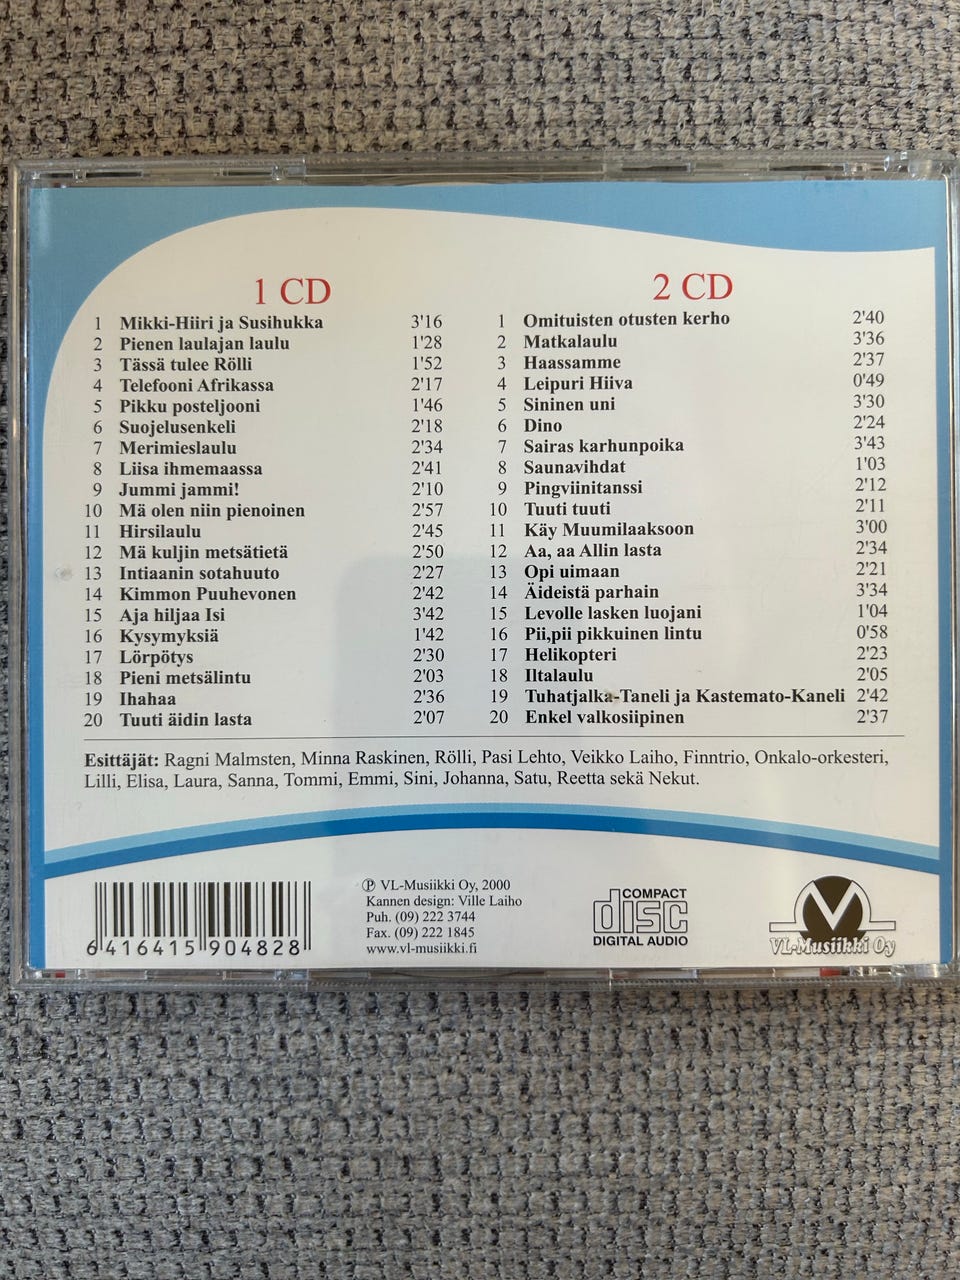 1 CD
1 Mikki-Hiiri ja Susihukka 3'16
2 Pienen laulajan laulu 1'28
3 Tässä tulee Rölli 1'52
4 Telefooni Afrikassa 2'17
5 Pikku posteljooni 1'46
6 Suojelusenkeli 2'18
7 Merimieslaulu 2'34
8 Liisa ihmemaassa 2'41
9 Jummi jammi! 2'10
10 Mä olen niin pienoinen 2'57
11 Hirsilaulu 2'45
12 Mä kuljin metsätietä 2'50
13 Intiaanin sotahuuto 2'27
14 Kimmon Puuhevonen 2'42
15 Aja hiljaa Isi 3'42
16 Kysymyksiä 1'42
17 Lörpötys 2'30
18 Pieni metsälintu 2'03
19 Ihahaa 2'36
20 Tuuti äidin lasta 2'07
2 CD
1 Omituisten otusten kerho 2'40
2 Matkalaulu 3'36
3 Haassamme 2'37
4 Leipuri Hiiva 0'49
5 Sininen uni 3'30
6 Dino 2'24
7 Sairas karhunpoika 3'43
8 Saunavihdat 1'03
9 Pingviinitanssi 2'12
10 Tuuti tuuti 2'11
11 Käy Muumilaaksoon 3'00
12 Aa, aa Allin lasta 2'34
13 Opi uimaan 2'21
14 Äideistä parhain 3'34
15 Levolle lasken luojani 1'04
16 Pii,pii pikkuinen lintu 0'58
17 Helikopteri 2'23
18 Iltalaulu 2'05
19 Tuhatjalka-Taneli ja Kastemato-Kaneli 2'42
20 Enkel valkosiipinen 2'37
Esittäjät: Ragni Malmsten, Minna Raskinen, Rölli, Pasi Lehto, Veikko Laiho, Finntrio, Onkalo-orkesteri,
Lilli, Elisa, Laura, Sanna, Tommi, Emmi, Sini, Johanna, Satu, Reetta sekä Nekut.
6 416415 904828
℗ VL-Musiikki Oy, 2000
Kannen design: Ville Laiho
Puh. (09) 222 3744
Fax. (09) 222 1845
www.vl-musiikki.fi
COMPACT
disc
DIGITAL AUDIO
V
VL-Musiikki Oy